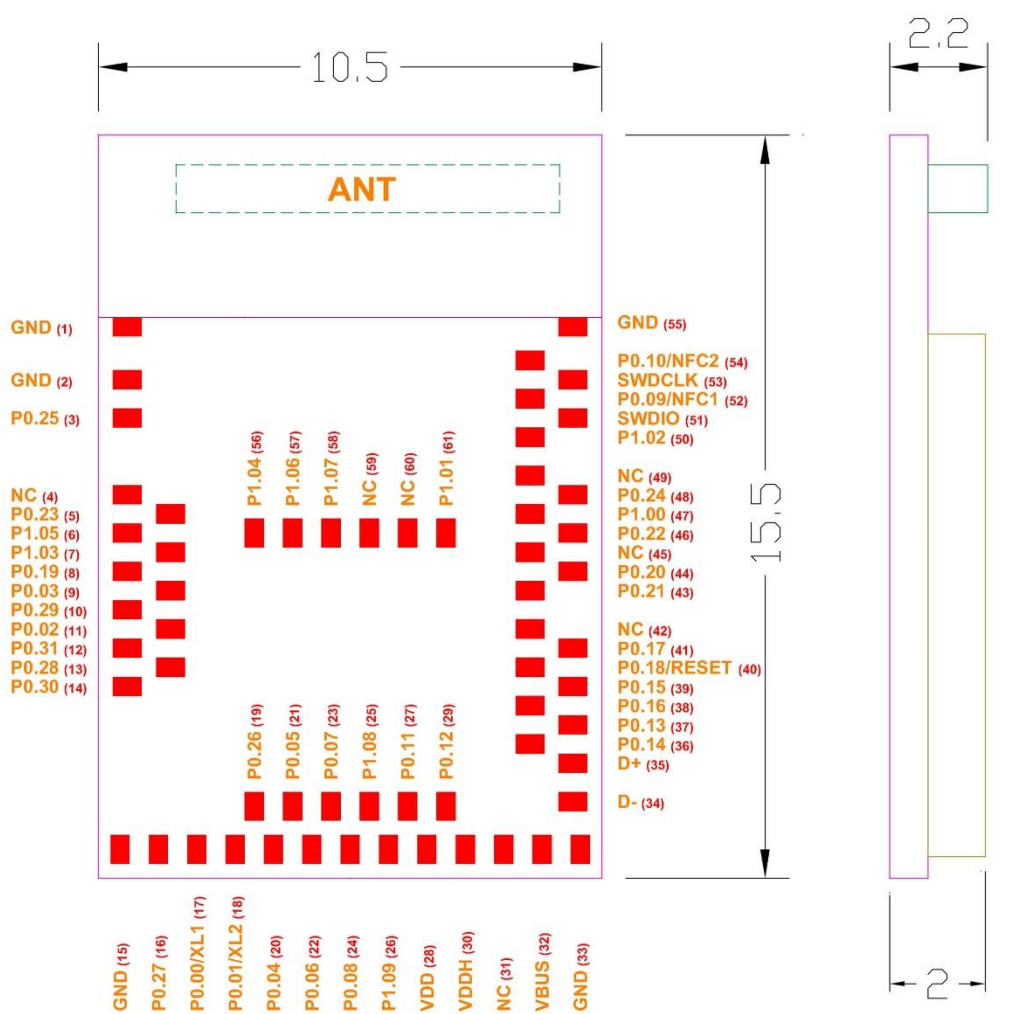 2.2
10.5
ANT
GND (1)
GND (2)
P0.25 (3)
NC (4)
P0.23 (5)
P1.05 (6)
P1.03 (7)
P0.19 (8)
P0.03 (9)
P0.29 (10)
P0.02 (11)
P0.31 (12)
P0.28 (13)
P0.30 (14)
P1.04 (56)
P1.06 (57)
P1.07 (58)
NC (59)
NC (60)
P1.01 (61)
P0.26 (19)
P0.05 (21)
P0.07 (23)
P1.08 (25)
P0.11 (27)
P0.12 (29)
GND (55)
P0.10/NFC2 (54)
SWDCLK (53)
P0.09/NFC1 (52)
SWDIO (51)
P1.02 (50)
NC (49)
P0.24 (48)
P1.00 (47)
P0.22 (46)
NC (45)
P0.20 (44)
P0.21 (43)
NC (42)
P0.17 (41)
P0.18/RESET (40)
P0.15 (39)
P0.16 (38)
P0.13 (37)
P0.14 (36)
D+ (35)
D- (34)
15.5
GND (15)
P0.27 (16)
P0.00/XL1 (17)
P0.01/XL2 (18)
P0.04 (20)
P0.06 (22)
P0.08 (24)
P1.09 (26)
VDD (28)
VDDH (30)
NC (31)
VBUS (32)
GND (33)
2